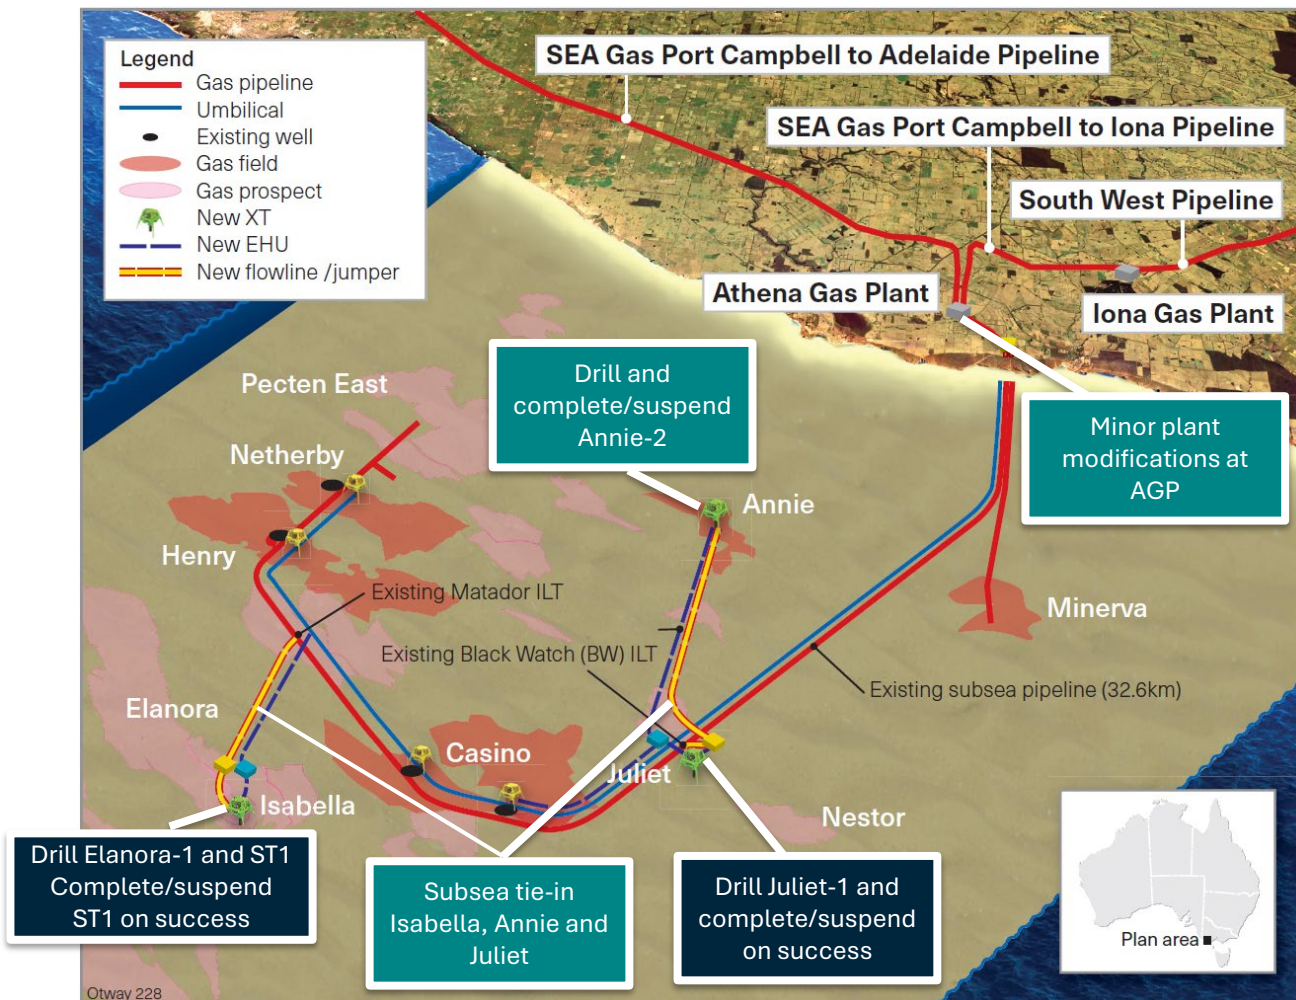 Legend
Gas pipeline
Umbilical
Existing well
Gas field
Gas prospect
New XT
New EHU
New flowline /jumper
SEA Gas Port Campbell to Adelaide Pipeline
SEA Gas Port Campbell to Iona Pipeline
South West Pipeline
Athena Gas Plant
Iona Gas Plant
Drill and
complete/suspend
Annie-2
Minor plant
modifications at
AGP
Pecten East
Netherby
Annie
Henry
Existing Matador ILT
Minerva
Existing Black Watch (BW) ILT
Existing subsea pipeline (32.6km)
Elanora
Casino
Juliet
Isabella
Nestor
Drill Elanora-1 and ST1
Complete/suspend
ST1 on success
Subsea tie-in
Isabella, Annie and
Juliet
Drill Juliet-1 and
complete/suspend
on success
Plan area
Otway 228